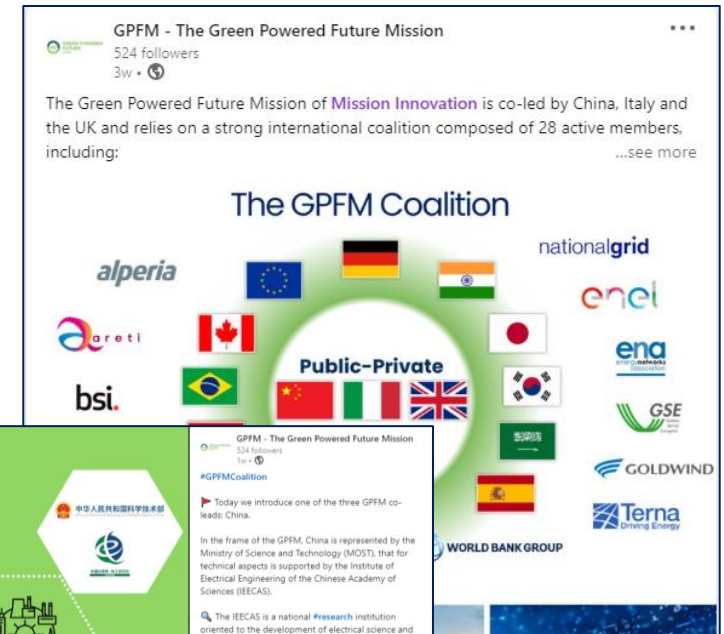 GPFM - The Green Powered Future Mission
524 followers
3w •
The Green Powered Future Mission of Mission Innovation is co-led by China, Italy and
the UK and relies on a strong international coalition composed of 28 active members,
including:
...see more
The GPFM Coalition
nationalgrid
alperia
enel
areti
Public-Private
ena
energynetworks
association
bsi.
GSE
GOLDWIND
Terna
Driving Energy
WORLD BANK GROUP
中华人民共和国科学技术部
GPFM - The Green Powered Future Mission
524 followers
1w •
#GPFMCoalition
Today we introduce one of the three GPFM co-
leads: China.
In the frame of the GPFM, China is represented by the
Ministry of Science and Technology (MOST), that for
technical aspects is supported by the Institute of
Electrical Engineering of the Chinese Academy of
Sciences (IEECAS).
The IEECAS is a national #research institution
oriented to the development of electrical science and